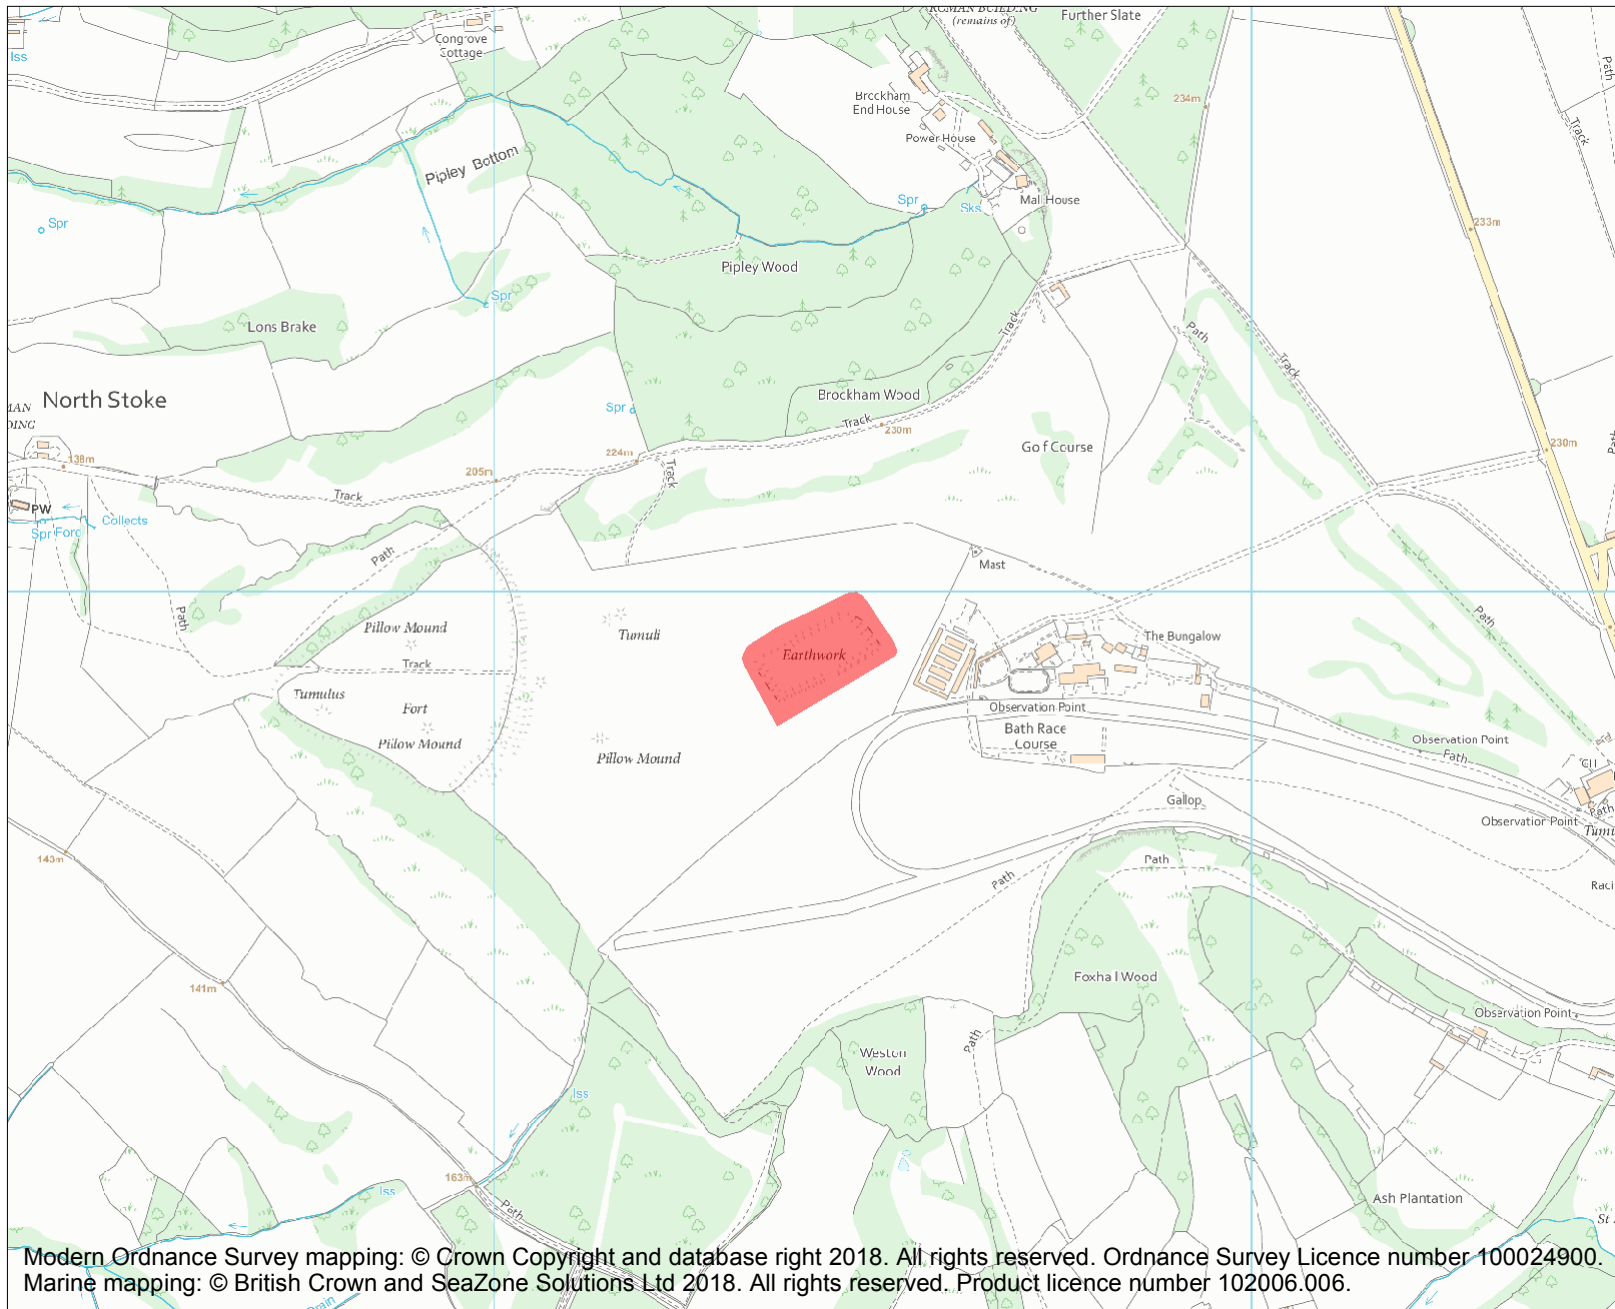 ROMAN BUILDING
(remains of)
Further Slate
Path
Congrove
Cottage
Iss
Brockham
End House
234m
Track
Power House
Pipley Bottom
Spr
Sks
Mall House
Spr
233m
Pipley Wood
Spr
Lons Brake
Track
Path
Track
North Stoke
Brockham Wood
Spr
Track
230m
Golf Course
230m
138m
224m
205m
Track
Track
PW
Collects
Spr
Ford
Path
Mast
Path
Path
Pillow Mound
Tumuli
Earthwork
The Bungalow
Track
Tumulus
Fort
Observation Point
Bath Race
Course
Pillow Mound
Pillow Mound
Observation Point
Path
Gallop
Observation Point
Path
143m
Path
Path
Foxhall Wood
141m
Observation Point
Path
Weston
Wood
Iss
163m
Iss
Path
Ash Plantation
Modern Ordnance Survey mapping: © Crown Copyright and database right 2018. All rights reserved. Ordnance Survey Licence number 100024900.
Marine mapping: © British Crown and SeaZone Solutions Ltd 2018. All rights reserved. Product licence number 102006.006.
Drain